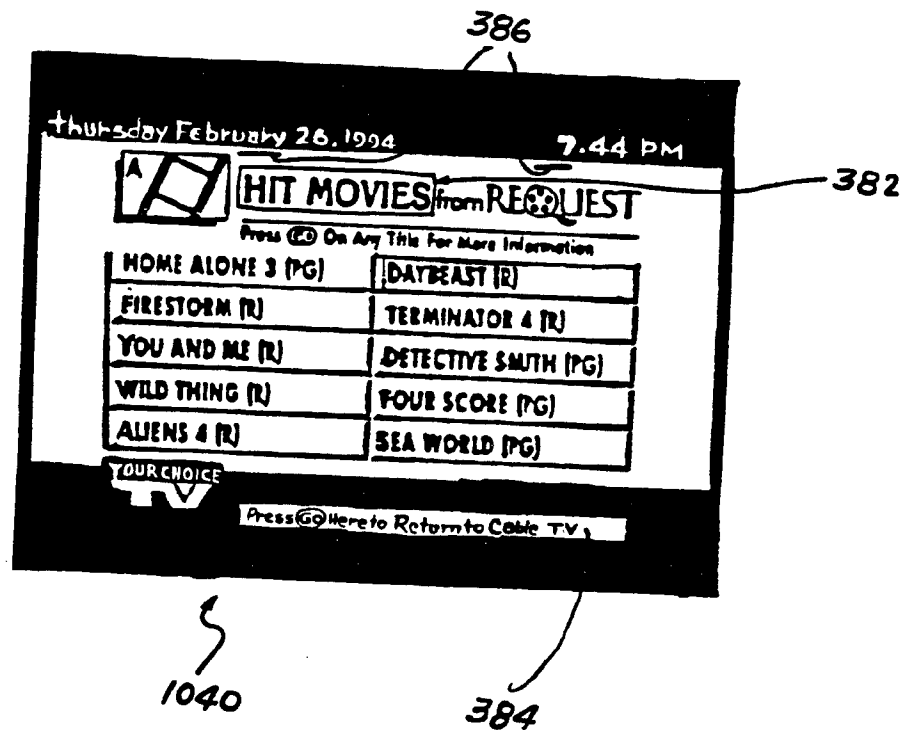 386
thursday February 26.1994 7.44 PM
A
HIT MOVIES from REQUEST
382
Press GO On Any Title For More Information
HOME ALONE 3 (PG) DAYBEAST (R)
FIRESTORM (R) TERMINATOR 4 (R)
YOU AND ME (R) DETECTIVE SMITH (PG)
WILD THING (R) FOUR SCORE (PG)
ALIENS 4 (R) SEA WORLD (PG)
YOUR CHOICE
TV
Press GO Here to Return to Cable T.V.
1040
384